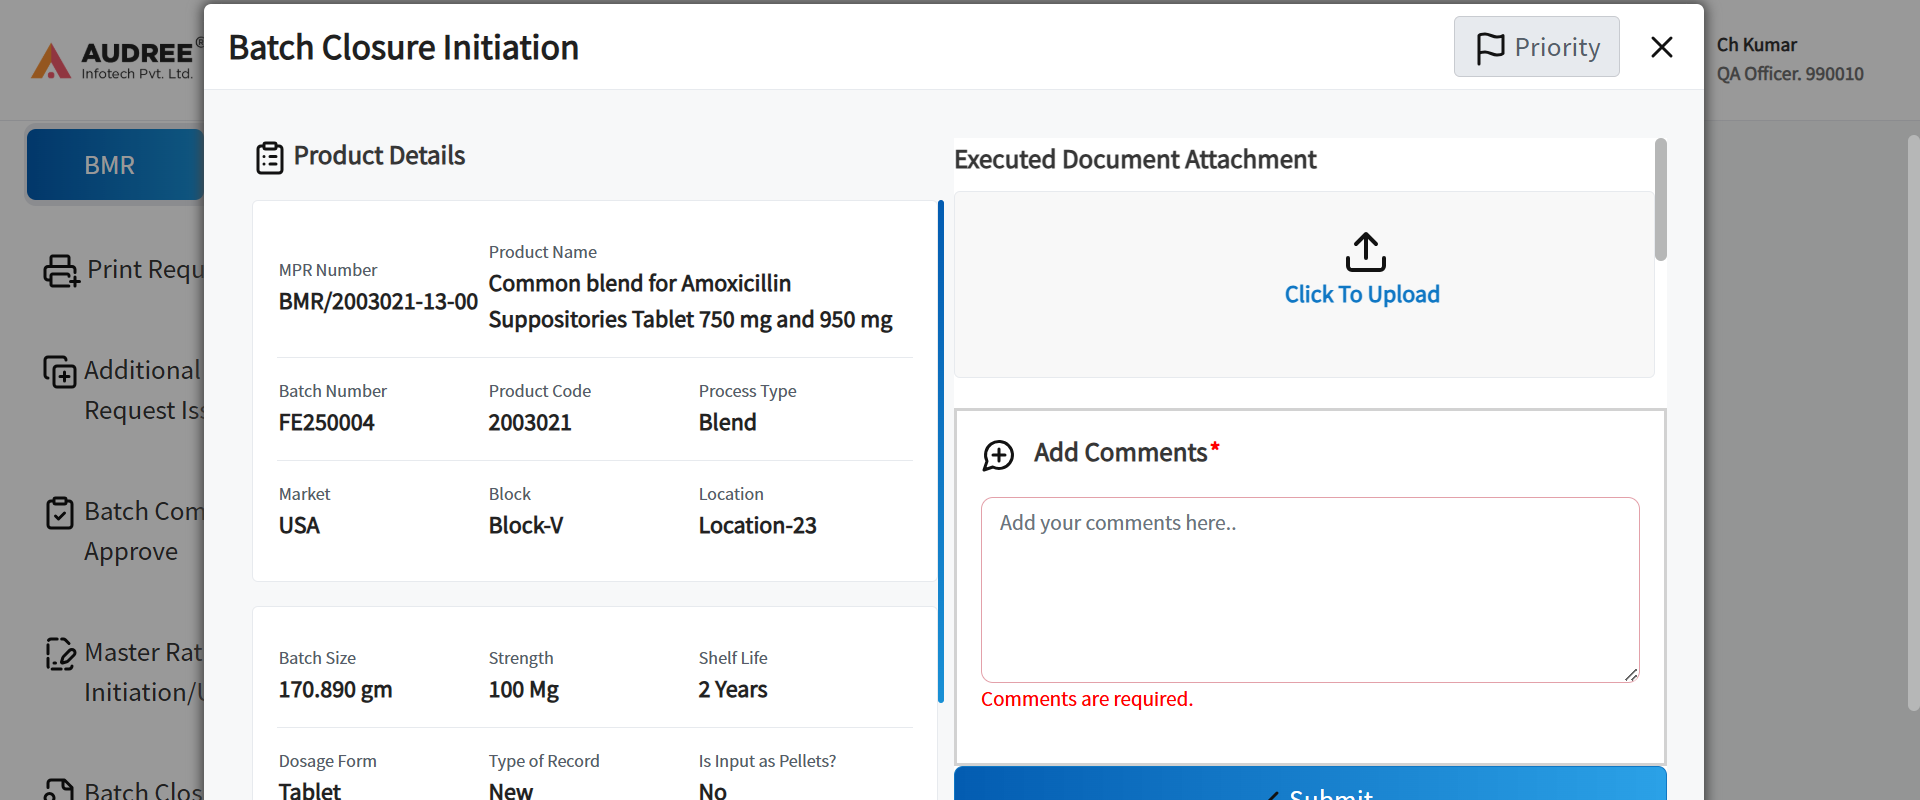 AUDREE®
Infotech Pvt. Ltd.
Batch Closure Initiation
Priority
Ch Kumar
QA Officer. 990010
BMR
Print Requ
Additional
Request Iss
Batch Com
Approve
Master Rat
Initiation/U
Batch Clos
Product Details
MPR Number
BMR/2003021-13-00
Product Name
Common blend for Amoxicillin
Suppositories Tablet 750 mg and 950 mg
Batch Number
FE250004
Product Code
2003021
Process Type
Blend
Market
USA
Block
Block-V
Location
Location-23
Batch Size
170.890 gm
Strength
100 Mg
Shelf Life
2 Years
Dosage Form
Tablet
Type of Record
New
Is Input as Pellets?
No
Executed Document Attachment
Click To Upload
Add Comments*
Add your comments here..
Comments are required.
Submit